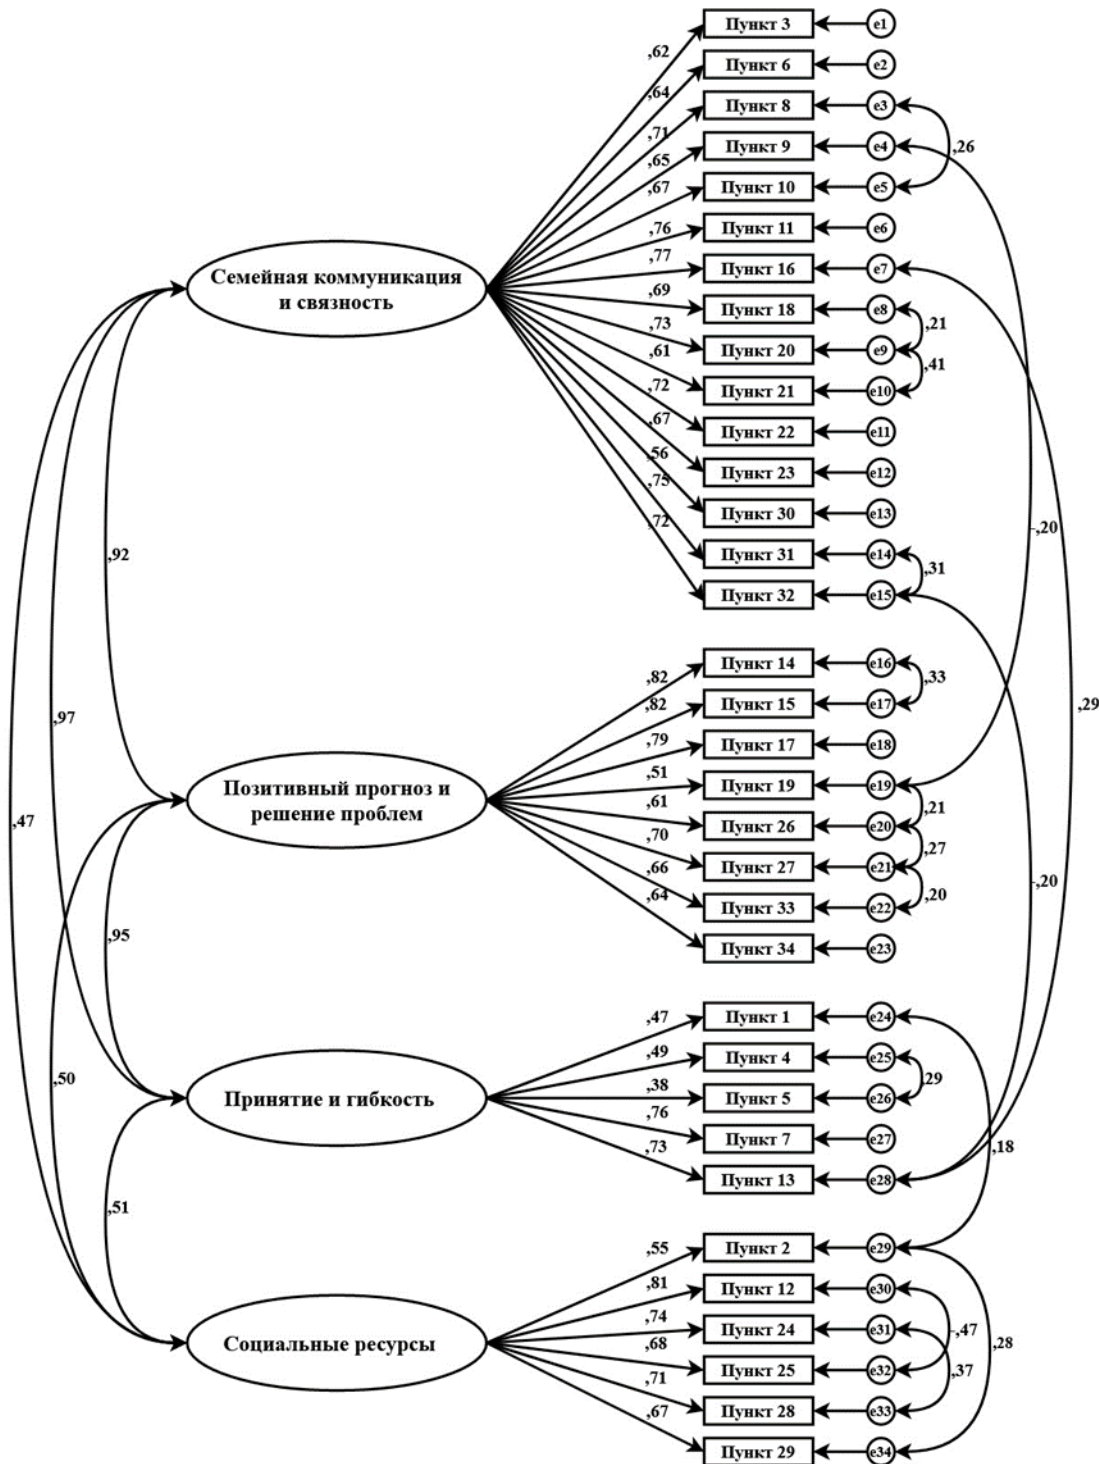 Пункт 3
e1
,62
Пункт 6
e2
,64
Пункт 8
e3
,71
Пункт 9
e4
,26
,65
Пункт 10
e5
,67
Пункт 11
e6
,76
Пункт 16
e7
,77
Семейная коммуникация
и связность
Пункт 18
e8
,69
,21
Пункт 20
e9
,73
,41
Пункт 21
e10
,61
Пункт 22
e11
,72
Пункт 23
e12
,67
,56
Пункт 30
e13
,75
,72
-,20
Пункт 31
e14
,92
,31
Пункт 32
e15
Пункт 14
e16
,82
,33
Пункт 15
e17
,82
,97
,29
Пункт 17
e18
,79
Позитивный прогноз и
решение проблем
Пункт 19
e19
,51
,21
,47
Пункт 26
e20
,61
,27
Пункт 27
e21
,70
-,20
,66
,20
Пункт 33
e22
,64
,95
Пункт 34
e23
Пункт 1
e24
,47
Пункт 4
e25
,49
,29
,50
Принятие и гибкость
Пункт 5
e26
,38
Пункт 7
e27
,76
,18
Пункт 13
e28
,73
,51
Пункт 2
e29
,55
Пункт 12
e30
,81
Пункт 24
e31
,74
-,47
Социальные ресурсы
,68
,28
Пункт 25
e32
,37
,71
Пункт 28
e33
,67
Пункт 29
e34